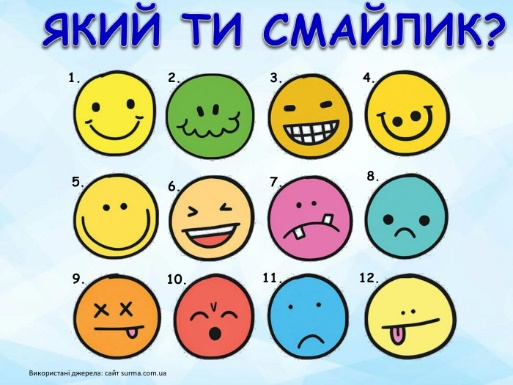 ЯКИЙ ТИ СМАЙЛИК?
1. 2. 3. 4.
5. 6. 7. 8.
9. 10. 11. 12.
Використані джерела: сайт surma.com.ua